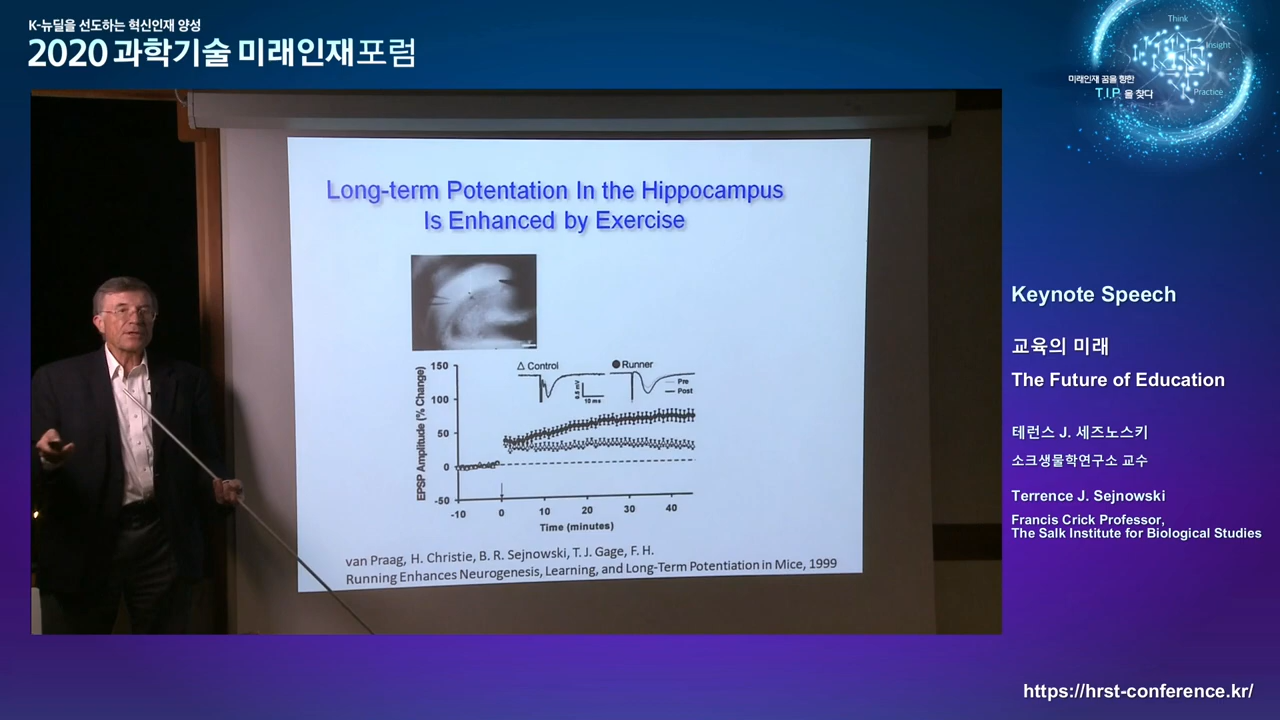 K-뉴딜을 선도하는 혁신인재 양성
2020 과학기술 미래인재포럼
Think
Insight
미래인재 꿈을 향한
T.I.P 을 찾다
Practice
Long-term Potentation In the Hippocampus
Is Enhanced by Exercise
Control
Runner
Pre
Post
0.5 mV
10 ms
EPSP Amplitude (% Change)
150
100
50
0
-50
-10 0 10 20 30 40
Time (minutes)
van Praag, H. Christie, B. R. Sejnowski, T. J. Gage, F. H.
Running Enhances Neurogenesis, Learning, and Long-Term Potentiation in Mice, 1999
Keynote Speech
교육의 미래
The Future of Education
테런스 J. 세즈노스키
소크생물학연구소 교수
Terrence J. Sejnowski
Francis Crick Professor,
The Salk Institute for Biological Studies
https://hrst-conference.kr/